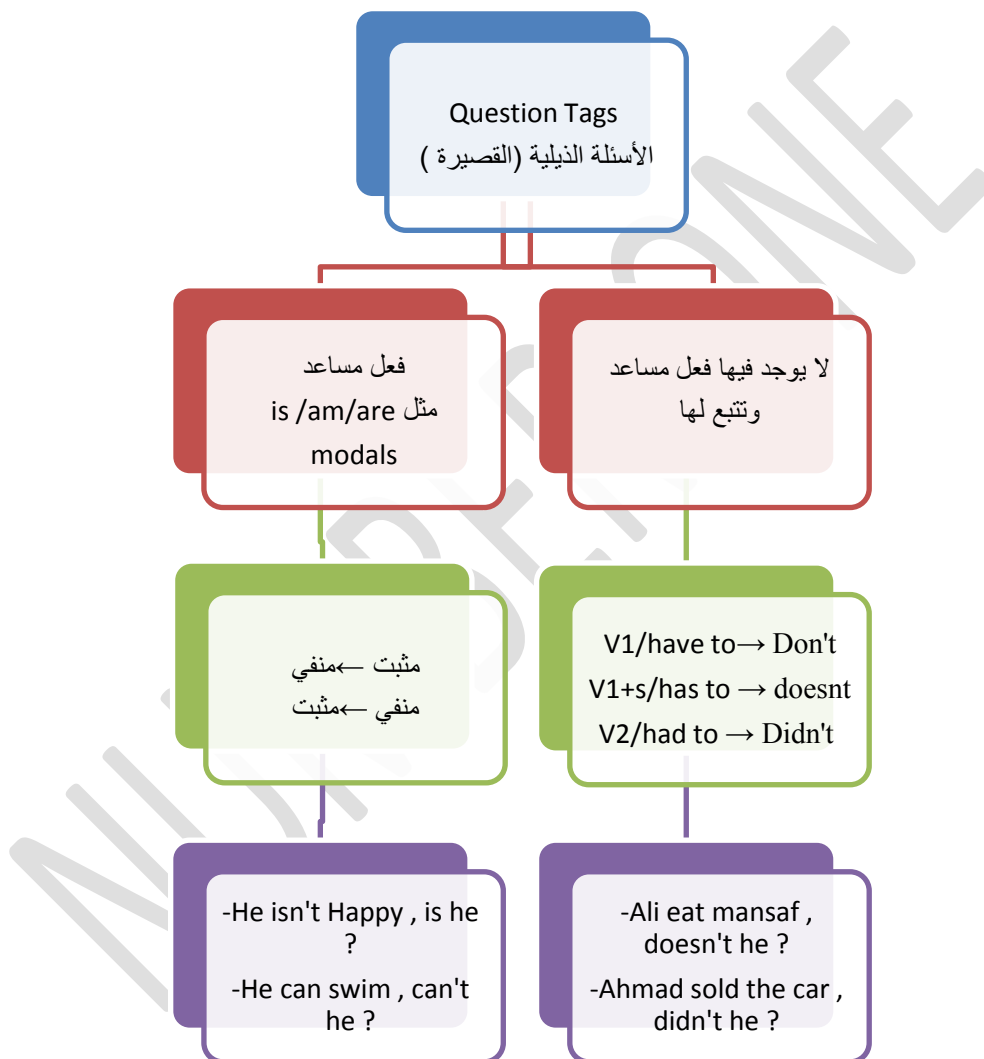 Question Tags
الأسئلة الذيلية (القصيرة )
فعل مساعد
مثل is /am/are
modals
لا يوجد فيها فعل مساعد
وتتبع لها
مثبت ←منفي
منفي ←مثبت
V1/have to→ Don't
V1+s/has to → doesnt
V2/had to → Didn't
-He isn't Happy , is he
?
-He can swim , can't
he ?
-Ali eat mansaf ,
doesn't he ?
-Ahmad sold the car ,
didn't he ?
NUMBER ONE